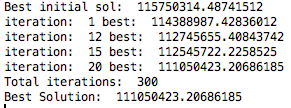 Best initial sol:  115750314.48741512
iteration:  1 best:  114388987.42836012
iteration:  12 best:  112745655.40843742
iteration:  15 best:  112545722.2258525
iteration:  20 best:  111050423.20686185
Total iterations:  300
Best Solution:  111050423.20686185